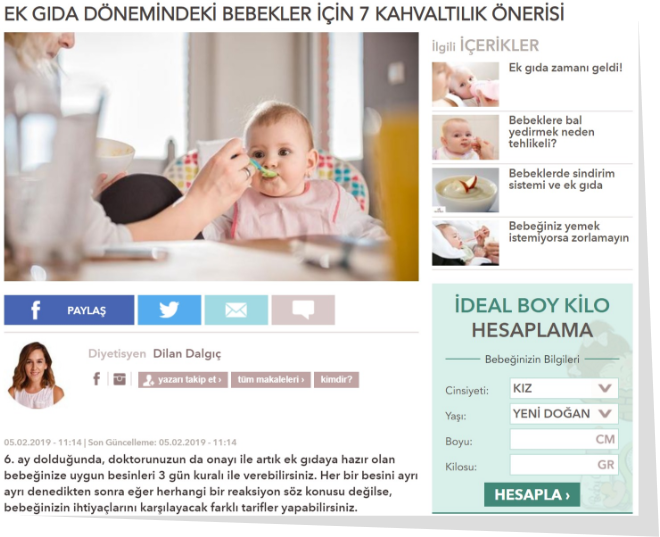 EK GIDA DÖNEMİNDEKİ BEBEKLER İÇİN 7 KAHVALTILIK ÖNERİSİ
PAYLAŞ
Diyetisyen Dilan Dalgıç
yazarı takip et ›
tüm makaleleri ›
kimdir?
05.02.2019 - 11:14 | Son Güncelleme: 05.02.2019 - 11:14
6. ay dolduğunda, doktorunuzun da onayı ile artık ek gıdaya hazır olan
bebeğinize uygun besinleri 3 gün kuralı ile verebilirsiniz. Her bir besini ayrı
ayrı denedikten sonra eğer herhangi bir reaksiyon söz konusu değilse,
bebeğinizin ihtiyaçlarını karşılayacak farklı tarifler yapabilirsiniz.
İlgili İÇERİKLER
Ek gıda zamanı geldi!
Bebeklere bal
yedirmek neden
tehlikeli?
Bebeklerde sindirim
sistemi ve ek gıda
Bebeğiniz yemek
istemiyorsa zorlamayın
İDEAL BOY KİLO
HESAPLAMA
Bebeğinizin Bilgileri
Cinsiyeti: KIZ
Yaşı: YENİ DOĞAN
Boyu: CM
Kilosu: GR
HESAPLA ›